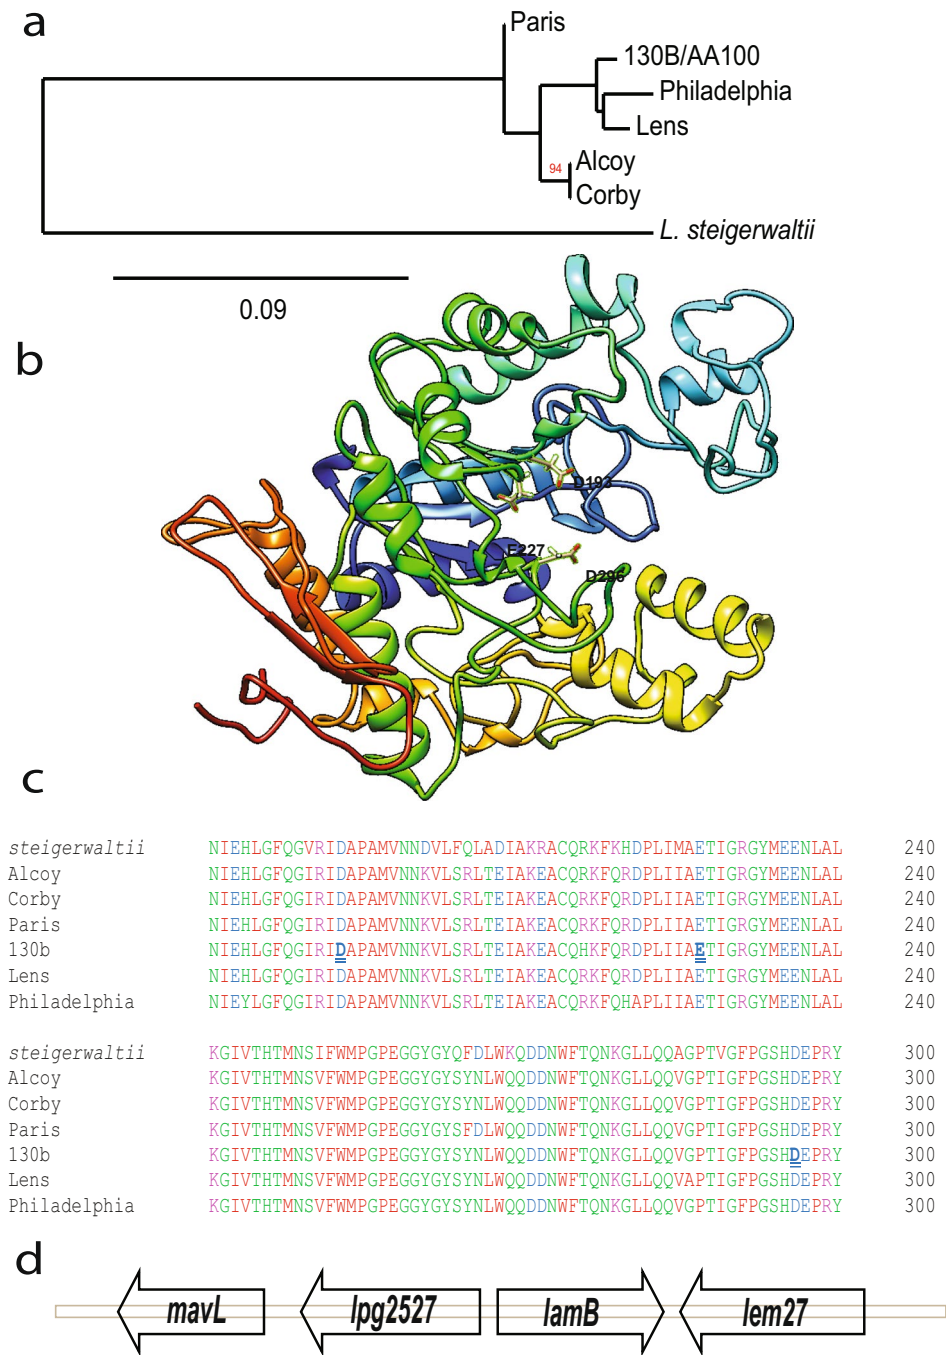 a
Paris
130B/AA100
Philadelphia
Lens
94
Alcoy
Corby
L. steigerwaltii
0.09
b
D193
E227
D296
c
steigerwaltii NIEHLGFQGVRIDAPAMVNNDVLFQLADIAKRACQRKFKHDPLIMAETIGRGYMEENLAL 240
Alcoy NIEHLGFQGIRIDAPAMVNNKVLSRLTEIAKEACQRKFQRDPLIIAETIGRGYMEENLAL 240
Corby NIEHLGFQGIRIDAPAMVNNKVLSRLTEIAKEACQRKFQRDPLIIAETIGRGYMEENLAL 240
Paris NIEHLGFQGIRIDAPAMVNNKVLSRLTEIAKEACQRKFQRDPLIIAETIGRGYMEENLAL 240
130b NIEHLGFQGIRIDAPAMVNNKVLSRLTEIAKEACQHKFQRDPLIIAETIGRGYMEENLAL 240
Lens NIEHLGFQGIRIDAPAMVNNKVLSRLTEIAKEACQRKFQRDPLIIAETIGRGYMEENLAL 240
Philadelphia NIEYLGFQGIRIDAPAMVNNKVLSRLTEIAKEACQRKFQHAPLIIAETIGRGYMEENLAL 240
steigerwaltii KGIVTHTMNSIFWMPGPEGGYGYQFDLWKQDDNWFTQNKGLLQQAGPTVGFPGSHDEPRY 300
Alcoy KGIVTHTMNSVFWMPGPEGGYGYSYNLWQQDDNWFTQNKGLLQQVGPTIGFPGSHDEPRY 300
Corby KGIVTHTMNSVFWMPGPEGGYGYSYNLWQQDDNWFTQNKGLLQQVGPTIGFPGSHDEPRY 300
Paris KGIVTHTMNSVFWMPGPEGGYGYSFDLWQQDDNWFTQNKGLLQQVGPTIGFPGSHDEPRY 300
130b KGIVTHTMNSVFWMPGPEGGYGYSYNLWQQDDNWFTQNKGLLQQVGPTIGFPGSHDEPRY 300
Lens KGIVTHTMNSVFWMPGPEGGYGYSYNLWQQDDNWFTQNKGLLQQVAPTIGFPGSHDEPRY 300
Philadelphia KGIVTHTMNSVFWMPGPEGGYGYSYNLWQQDDNWFTQNKGLLQQVGPTIGFPGSHDEPRY 300
d
mavL lpg2527 lamB lem27